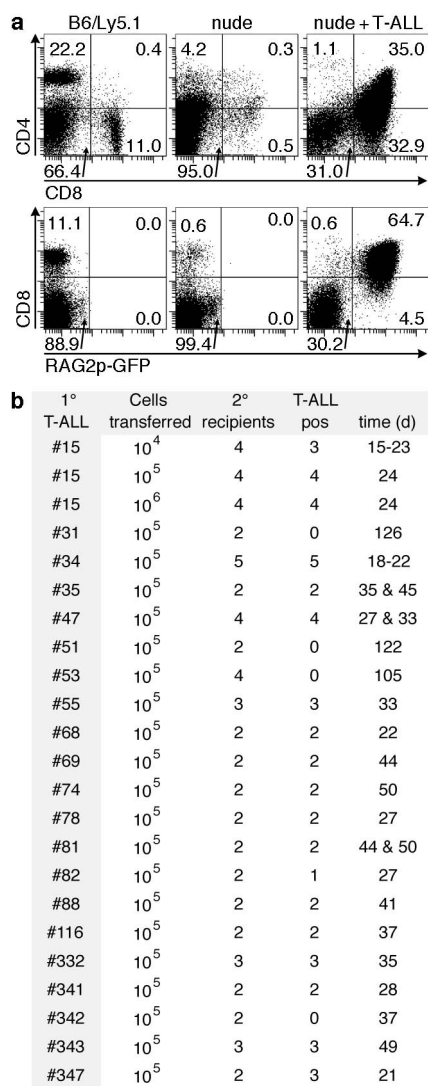 a B6/Ly5.1 nude nude + T-ALL
22.2 0.4 4.2 0.3 1.1 35.0
CD4
11.0 0.5 32.9
66.4 95.0 31.0
CD8
11.1 0.0 0.6 0.0 0.6 64.7
CD8
0.0 0.0 4.5
88.9 99.4 30.2
RAG2p-GFP
b 1° Cells 2° T-ALL
T-ALL transferred recipients pos time (d)
#15 10^4 4 3 15-23
#15 10^5 4 4 24
#15 10^6 4 4 24
#31 10^5 2 0 126
#34 10^5 5 5 18-22
#35 10^5 2 2 35 & 45
#47 10^5 4 4 27 & 33
#51 10^5 2 0 122
#53 10^5 4 0 105
#55 10^5 3 3 33
#68 10^5 2 2 22
#69 10^5 2 2 44
#74 10^5 2 2 50
#78 10^5 2 2 27
#81 10^5 2 2 44 & 50
#82 10^5 2 1 27
#88 10^5 2 2 41
#116 10^5 2 2 37
#332 10^5 3 3 35
#341 10^5 2 2 28
#342 10^5 2 0 37
#343 10^5 3 3 49
#347 10^5 2 3 21